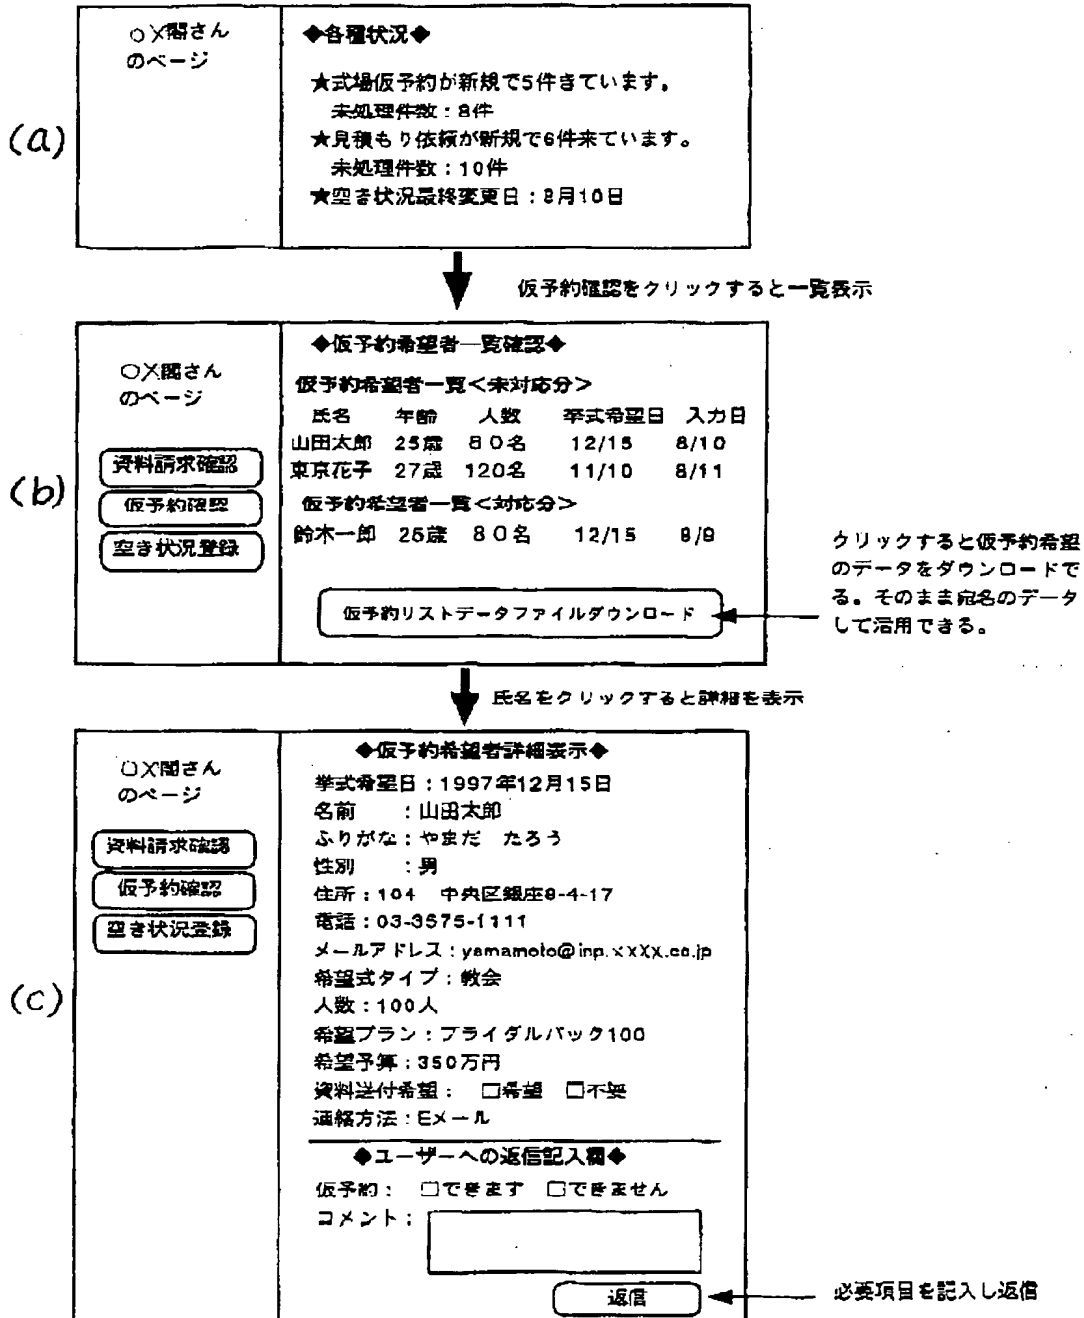 (a)
○×閣さん
のページ
◆各種状況◆
★式場仮予約が新規で5件きています。
未処理件数：8件
★見積もり依頼が新規で6件来ています。
未処理件数：10件
★空き状況最終変更日：8月10日
仮予約確認をクリックすると一覧表示
(b)
○×閣さん
のページ
資料請求確認
仮予約確認
空き状況登録
◆仮予約希望者一覧確認◆
仮予約希望者一覧＜未対応分＞
氏名 年齢 人数 挙式希望日 入力日
山田太郎 25歳 80名 12/15 8/10
東京花子 27歳 120名 11/10 8/11
仮予約希望者一覧＜対応分＞
鈴木一郎 25歳 80名 12/15 8/9
仮予約リストデータファイルダウンロード
クリックすると仮予約希望
のデータをダウンロードで
る。そのまま宛名のデータ
して活用できる。
氏名をクリックすると詳細を表示
(c)
○×閣さん
のページ
資料請求確認
仮予約確認
空き状況登録
◆仮予約希望者詳細表示◆
挙式希望日：1997年12月15日
名前 ：山田太郎
ふりがな：やまだ たろう
性別 ：男
住所：104 中央区銀座8-4-17
電話：03-3575-1111
メールアドレス：yamamoto@inp.xxXx.co.jp
希望式タイプ：教会
人数：100人
希望プラン：ブライダルパック100
希望予算：350万円
資料送付希望： □希望 □不要
連絡方法：Eメール
◆ユーザーへの返信記入欄◆
仮予約： □できます □できません
コメント：
返信
必要項目を記入し返信